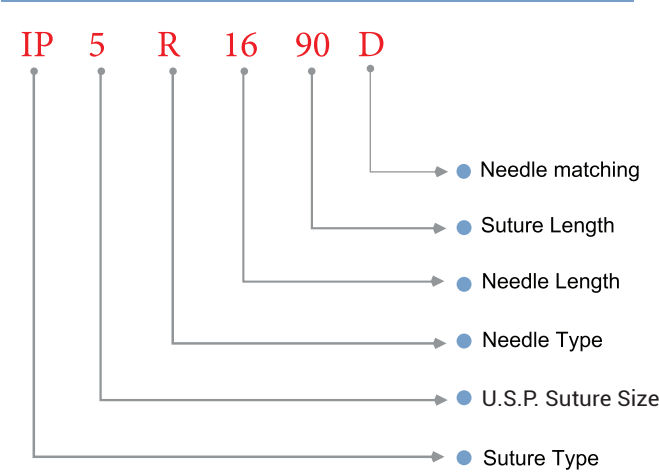 IP 5 R 16 90 D
Needle matching
Suture Length
Needle Length
Needle Type
U.S.P. Suture Size
Suture Type